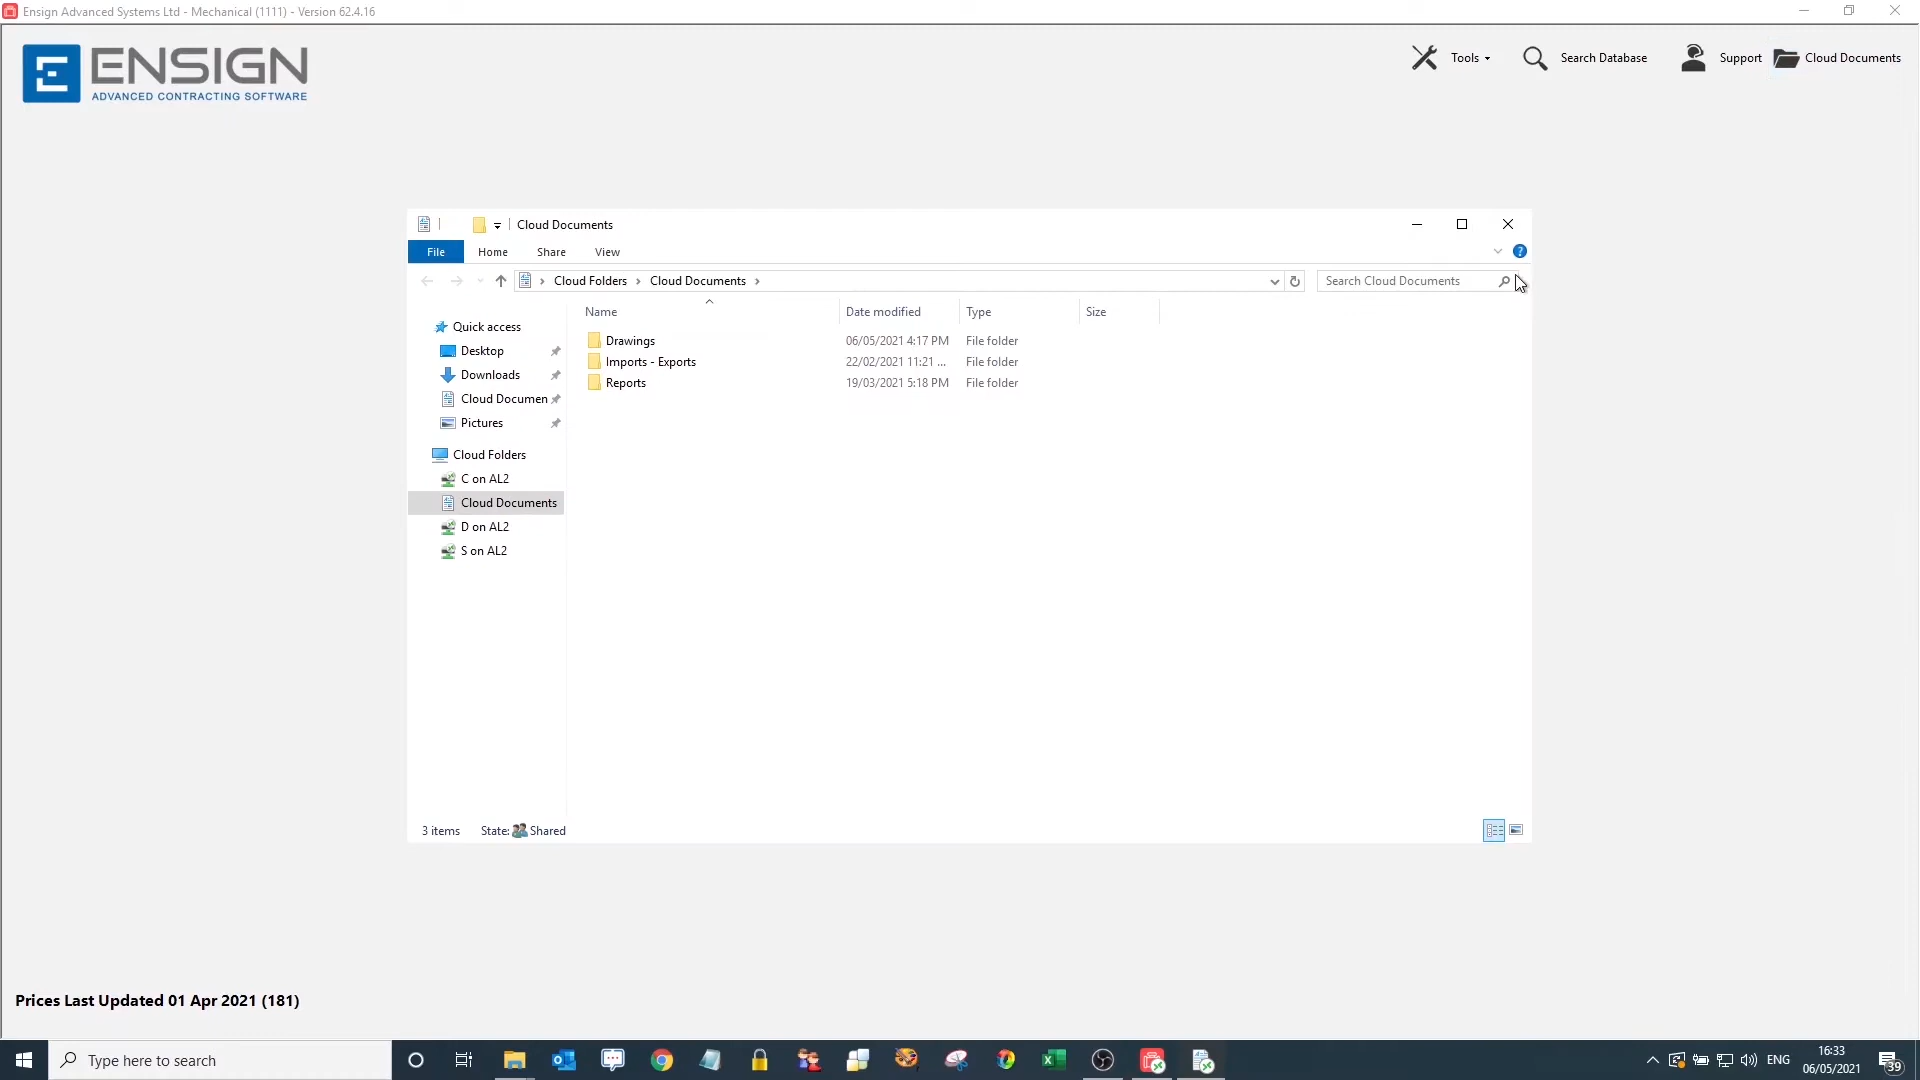 Ensign Advanced Systems Ltd - Mechanical (1111) - Version 62.4.16
ENSIGN
ADVANCED CONTRACTING SOFTWARE
Tools
Search Database
Support
Cloud Documents
Cloud Documents
File
Home
Share
View
Cloud Folders
Cloud Documents
Search Cloud Documents
Name
Date modified
Type
Size
Quick access
Desktop
Downloads
Cloud Documen
Pictures
Cloud Folders
C on AL2
Cloud Documents
D on AL2
S on AL2
Drawings 06/05/2021 4:17 PM File folder
Imports - Exports 22/02/2021 11:21 ... File folder
Reports 19/03/2021 5:18 PM File folder
3 items
State: Shared
Prices Last Updated 01 Apr 2021 (181)
Type here to search
ENG
16:33
06/05/2021
39